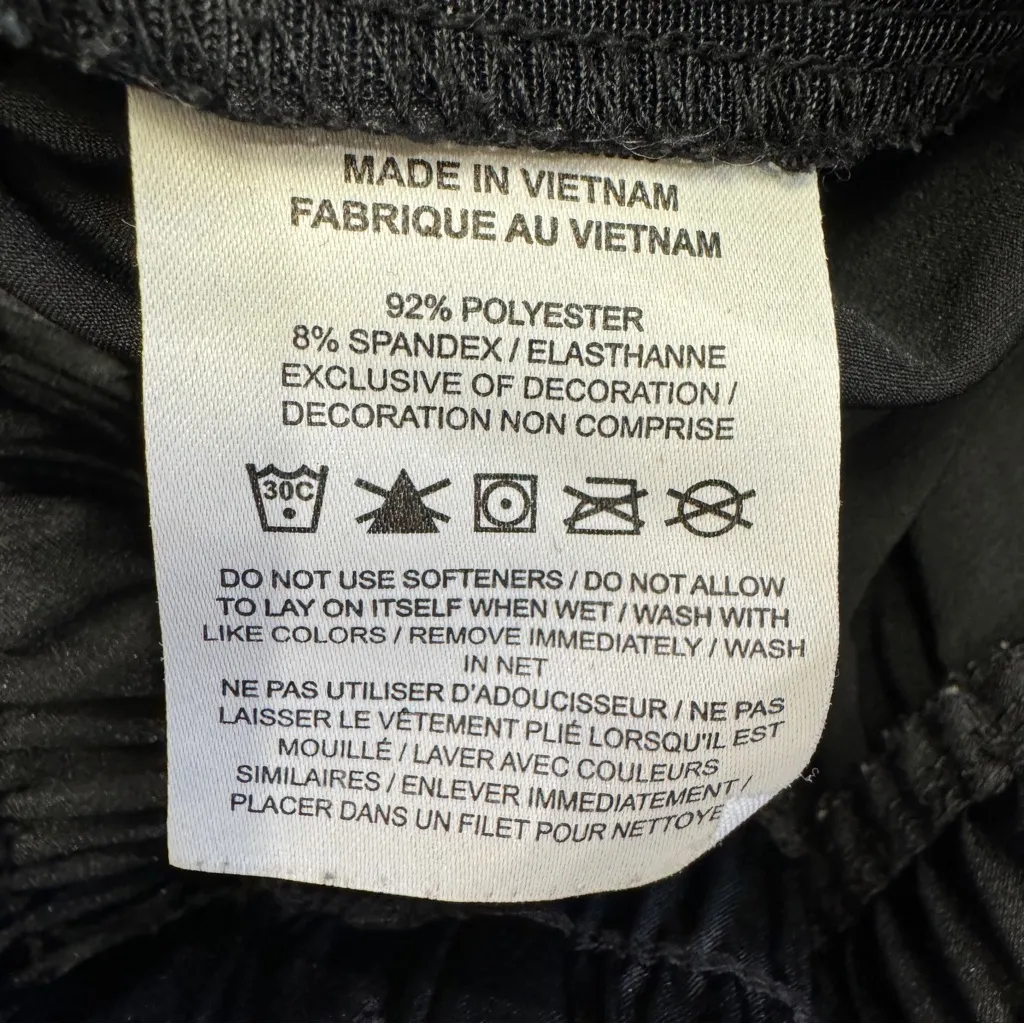 MADE IN VIETNAM
FABRIQUE AU VIETNAM
92% POLYESTER
8% SPANDEX / ELASTHANNE
EXCLUSIVE OF DECORATION /
DECORATION NON COMPRISE
30C
DO NOT USE SOFTENERS / DO NOT ALLOW
TO LAY ON ITSELF WHEN WET / WASH WITH
LIKE COLORS / REMOVE IMMEDIATELY / WASH
IN NET
NE PAS UTILISER D'ADOUCISSEUR / NE PAS
LAISSER LE VÊTEMENT PLIÉ LORSQU'IL EST
MOUILLÉ / LAVER AVEC COULEURS
SIMILAIRES / ENLEVER IMMEDIATEMENT /
PLACER DANS UN FILET POUR